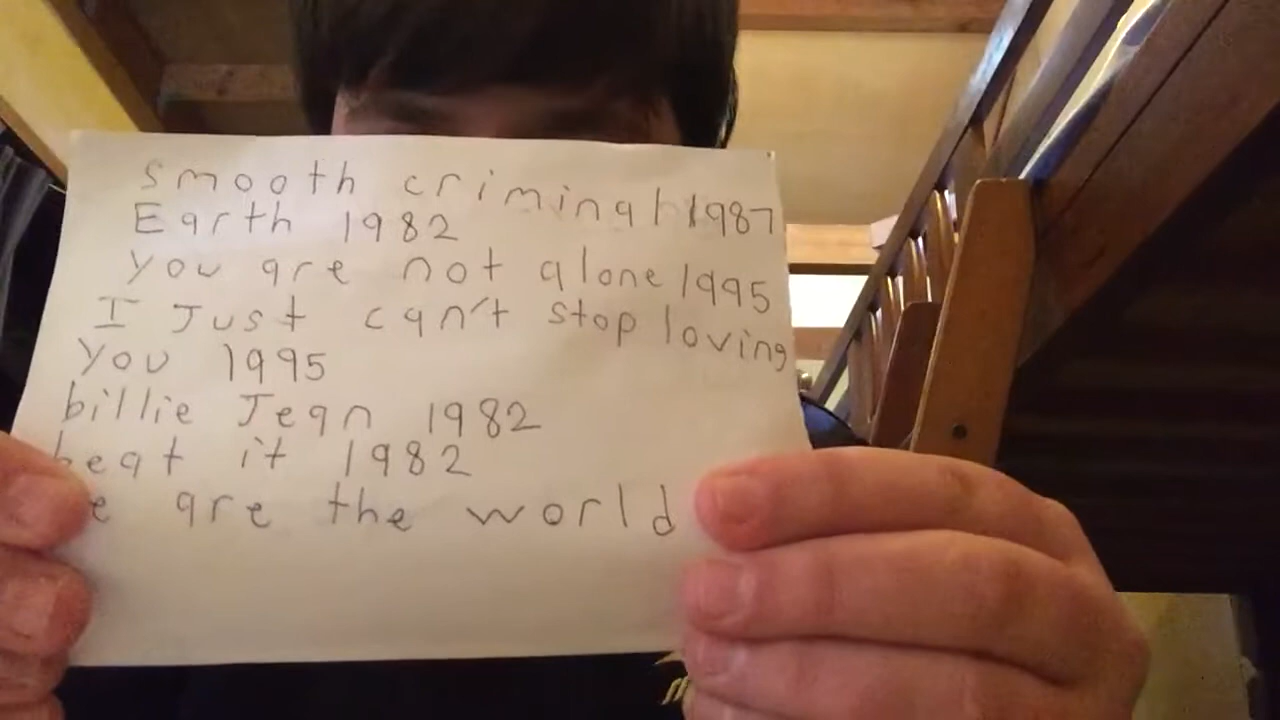 smooth criminal 1987
Earth 1982
you are not alone 1995
I Just can't stop loving
you 1995
billie Jean 1982
beat it 1982
e are the world